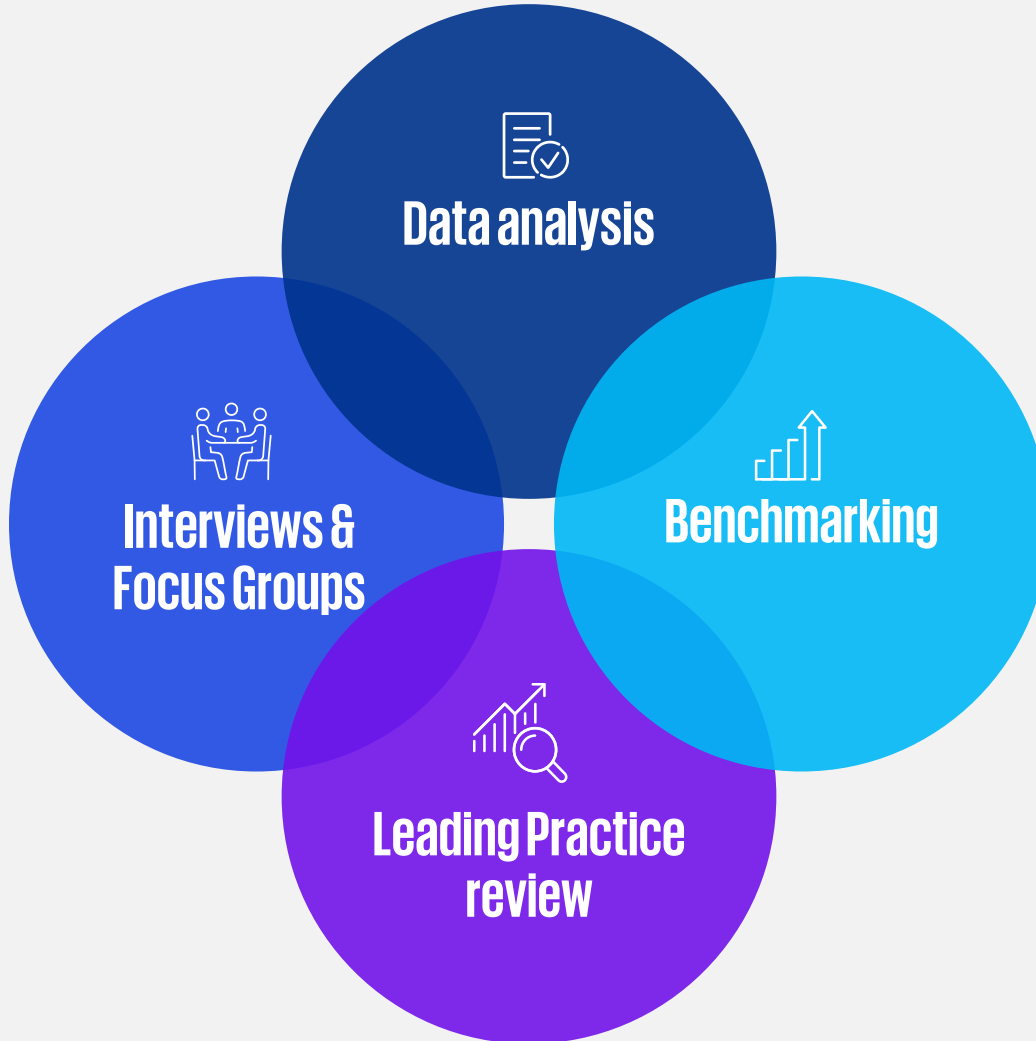 Data analysis
Interviews &
Focus Groups
Benchmarking
Leading Practice
review